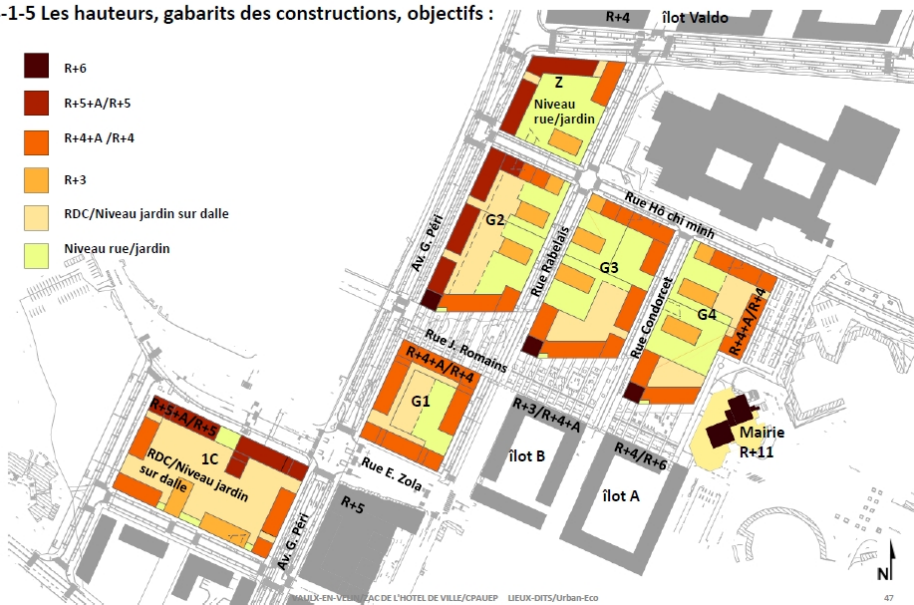 -1-5 Les hauteurs, gabarits des constructions, objectifs :
R+4
îlot Valdo
R+6
R+5+A/R+5
R+4+A /R+4
R+3
RDC/Niveau jardin sur dalle
Niveau rue/jardin
Z
Niveau
rue/jardin
Rue Hô chi minh
G2
Av. G. Péri
Rue Rabelais
G3
Rue Condorcet
G4
R+4+A/R+4
Rue J. Romains
R+4+A/R+4
G1
R+3/R+4+A
îlot B
R+4/R+6
îlot A
Mairie
R+11
R+5+A/R+5
1C
RDC/Niveau jardin
sur dalle
Rue E. Zola
R+5
Av. G. Péri
N
VAULX-EN-VELIN/ZAC DE L'HOTEL DE VILLE/CPAUEP LIEUX-DITS/Urban-Eco
47